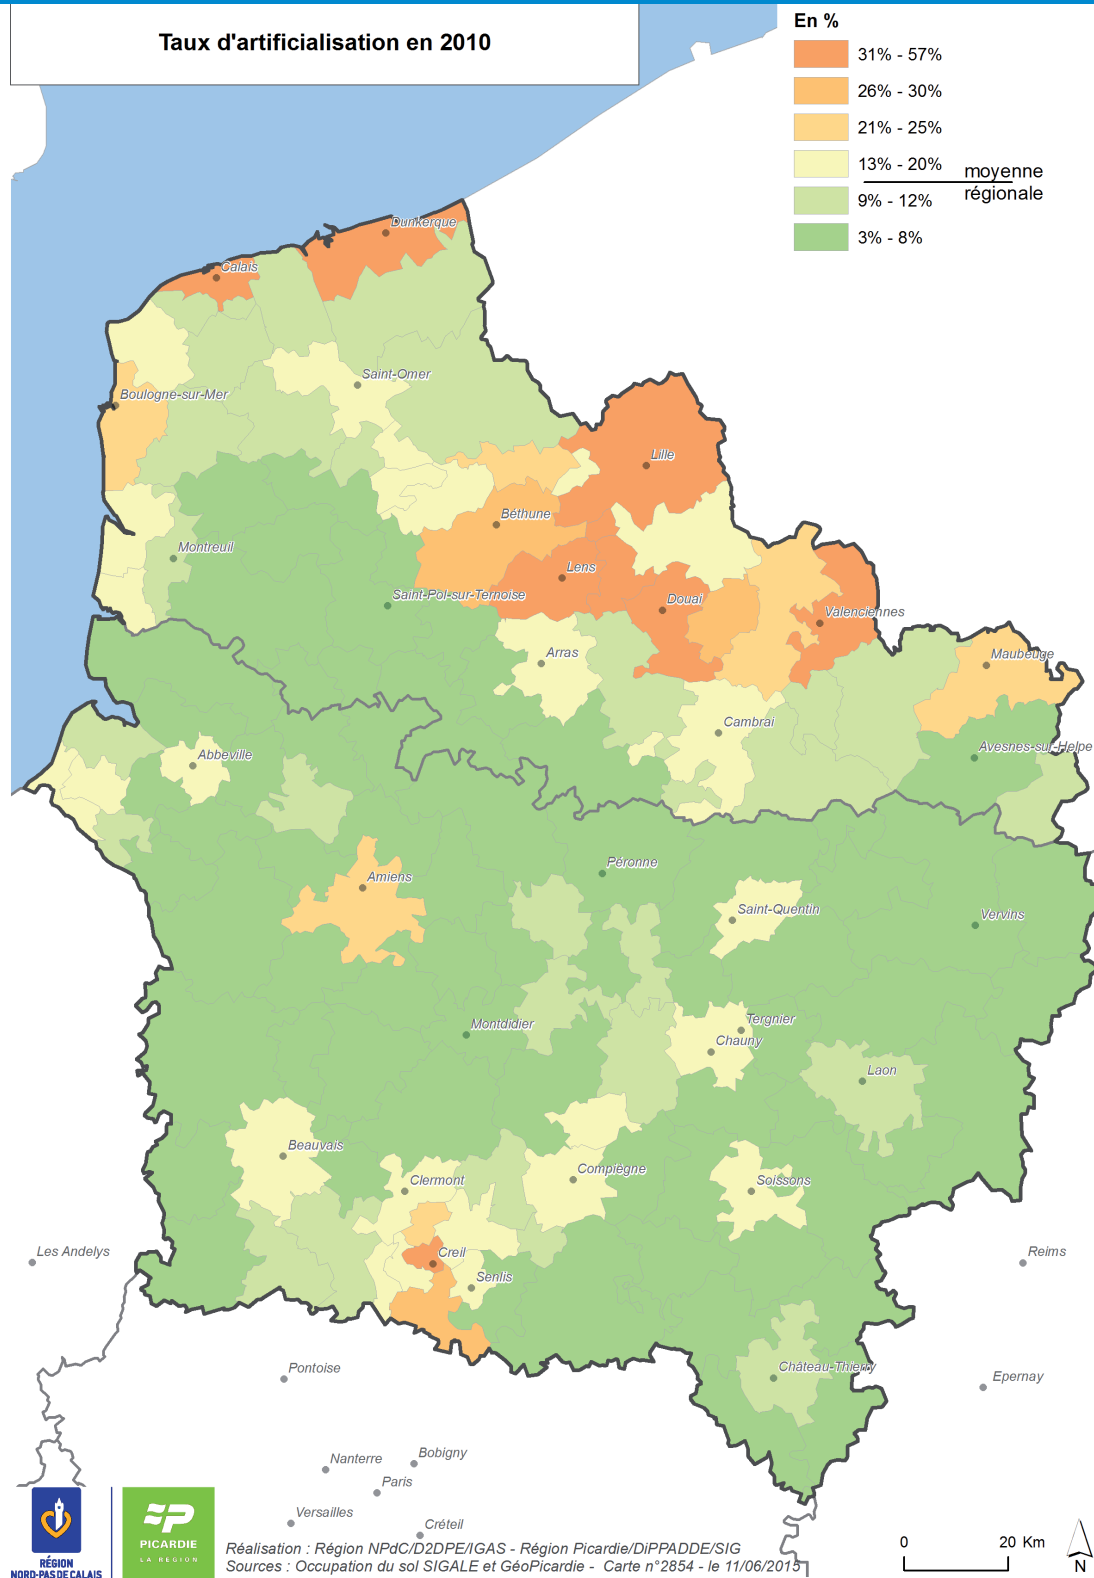 Taux d'artificialisation en 2010
En %
31% - 57%
26% - 30%
21% - 25%
13% - 20%
moyenne
régionale
9% - 12%
3% - 8%
Dunkerque
Calais
Saint-Omer
Boulogne-sur-Mer
Lille
Béthune
Montreuil
Lens
Saint-Pol-sur-Ternoise
Douai
Valenciennes
Arras
Maubeuge
Cambrai
Avesnes-sur-Helpe
Abbeville
Péronne
Amiens
Saint-Quentin
Vervins
Montdidier
Tergnier
Chauny
Laon
Beauvais
Compiègne
Clermont
Soissons
Creil
Senlis
Les Andelys
Reims
Château-Thierry
Pontoise
Epernay
Nanterre
Bobigny
Paris
Versailles
Créteil
RÉGION
NORD-PAS DE CALAIS
PICARDIE
LA RÉGION
Réalisation : Région NPdC/D2DPE/IGAS - Région Picardie/DiPPADDE/SIG
Sources : Occupation du sol SIGALE et GéoPicardie - Carte n°2854 - le 11/06/2015
0 20 Km
N